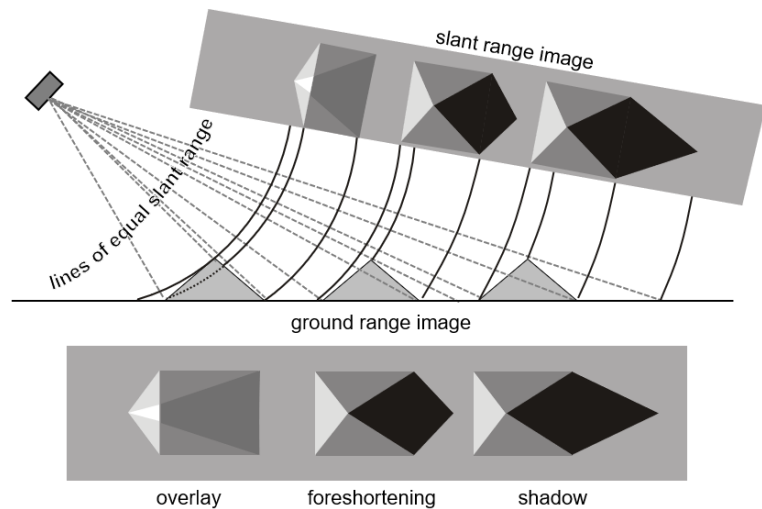 slant range image
lines of equal slant range
ground range image
overlay
foreshortening
shadow